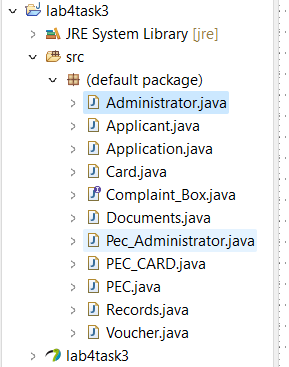 lab4task3
JRE System Library [jre]
src
(default package)
Administrator.java
Applicant.java
Application.java
Card.java
Complaint_Box.java
Documents.java
Pec_Administrator.java
PEC_CARD.java
PEC.java
Records.java
Voucher.java
lab4task3